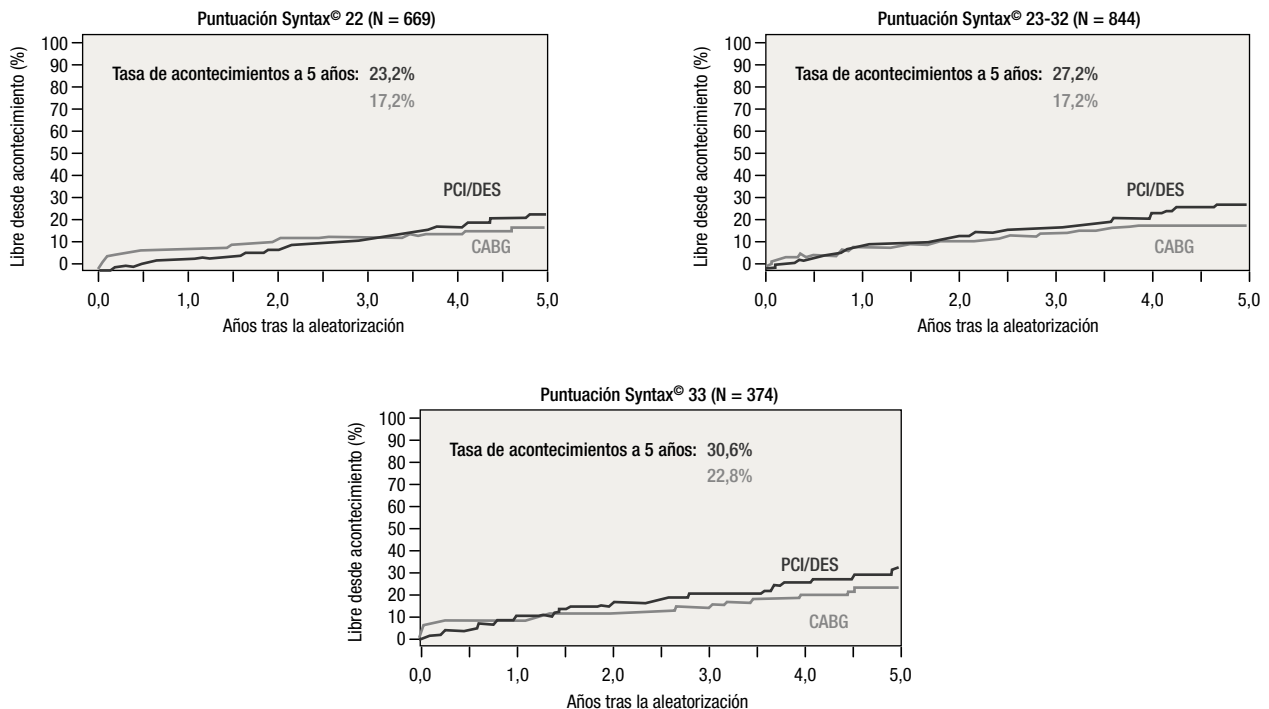 Puntuación Syntax© 22 (N = 669)
Libre desde acontecimiento (%)
100
90
80
70
60
50
40
30
20
10
0
Tasa de acontecimientos a 5 años: 23,2%
17,2%
PCI/DES
CABG
0,0 1,0 2,0 3,0 4,0 5,0
Años tras la aleatorización
Puntuación Syntax© 23-32 (N = 844)
Libre desde acontecimiento (%)
100
90
80
70
60
50
40
30
20
10
0
Tasa de acontecimientos a 5 años: 27,2%
17,2%
PCI/DES
CABG
0,0 1,0 2,0 3,0 4,0 5,0
Años tras la aleatorización
Puntuación Syntax© 33 (N = 374)
Libre desde acontecimiento (%)
100
90
80
70
60
50
40
30
20
10
0
Tasa de acontecimientos a 5 años: 30,6%
22,8%
PCI/DES
CABG
0,0 1,0 2,0 3,0 4,0 5,0
Años tras la aleatorización